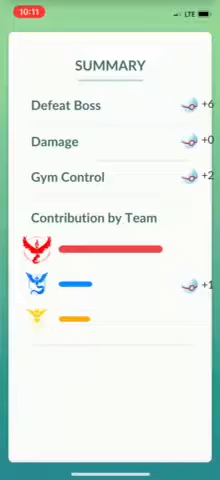 10:11
LTE
SUMMARY
Defeat Boss +6
Damage +0
Gym Control +2
Contribution by Team
+1